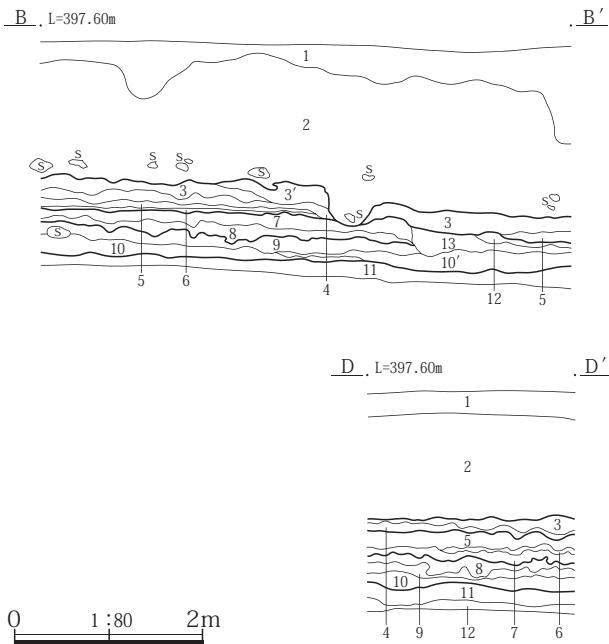 B . L=397.60m . B′
1
2
S S S S S S S
3 3′ 3
7
S 8 13
10 9 10′
11
5 6 4 12 5
D . L=397.60m . D′
1
2
3
5
8
10
11
4 9 12 7 6
0 1:80 2m